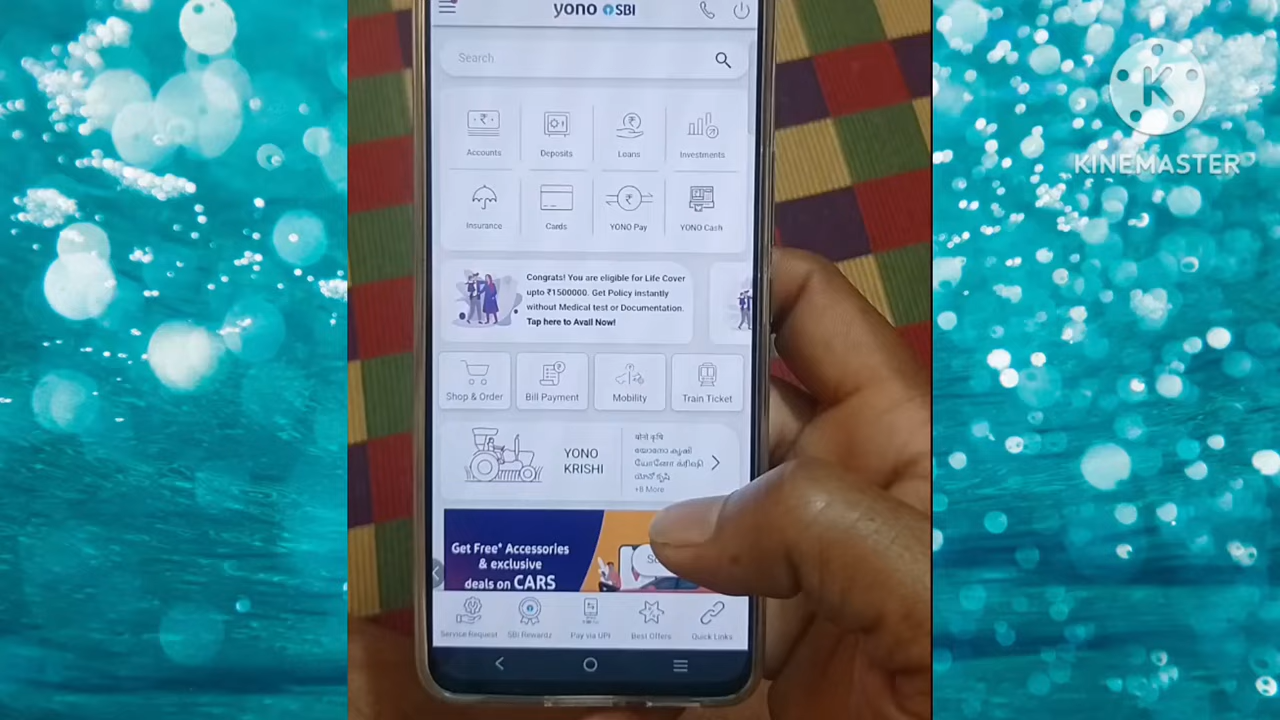 yono SBI
Search
Accounts
Deposits
Loans
Investments
Insurance
Cards
YONO Pay
YONO Cash
Congrats! You are eligible for Life Cover
upto ₹1500000. Get Policy instantly
without Medical test or Documentation.
Tap here to Avail Now!
Shop & Order
Bill Payment
Mobility
Train Ticket
YONO
KRISHI
योनो कृषि
+8 More
Get Free* Accessories
& exclusive
deals on CARS
Service Request
SBI Rewardz
Pay via UPI
Best Offers
Quick Links
K
KINEMASTER